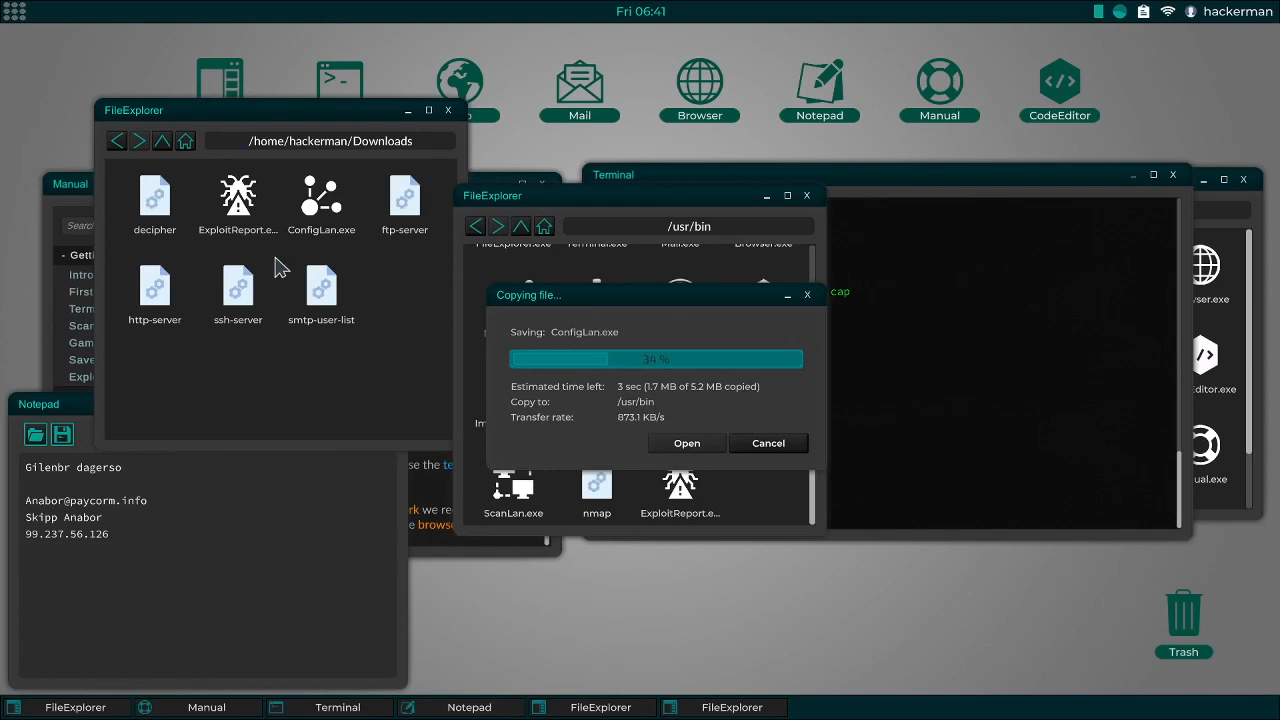 Fri 06:41
hackerman
Mail
Browser
Notepad
Manual
CodeEditor
FileExplorer
/home/hackerman/Downloads
decipher
ExploitReport.e...
ConfigLan.exe
ftp-server
http-server
ssh-server
smtp-user-list
Manual
Notepad
Gilenbr dagerso
Anabor@paycorm.info
Skipp Anabor
99.237.56.126
FileExplorer
/usr/bin
Copying file...
Saving: ConfigLan.exe
34 %
Estimated time left: 3 sec (1.7 MB of 5.2 MB copied)
Copy to: /usr/bin
Transfer rate: 873.1 KB/s
Open
Cancel
ScanLan.exe
nmap
ExploitReport.e...
Terminal
cap
Trash
FileExplorer
Manual
Terminal
Notepad
FileExplorer
FileExplorer